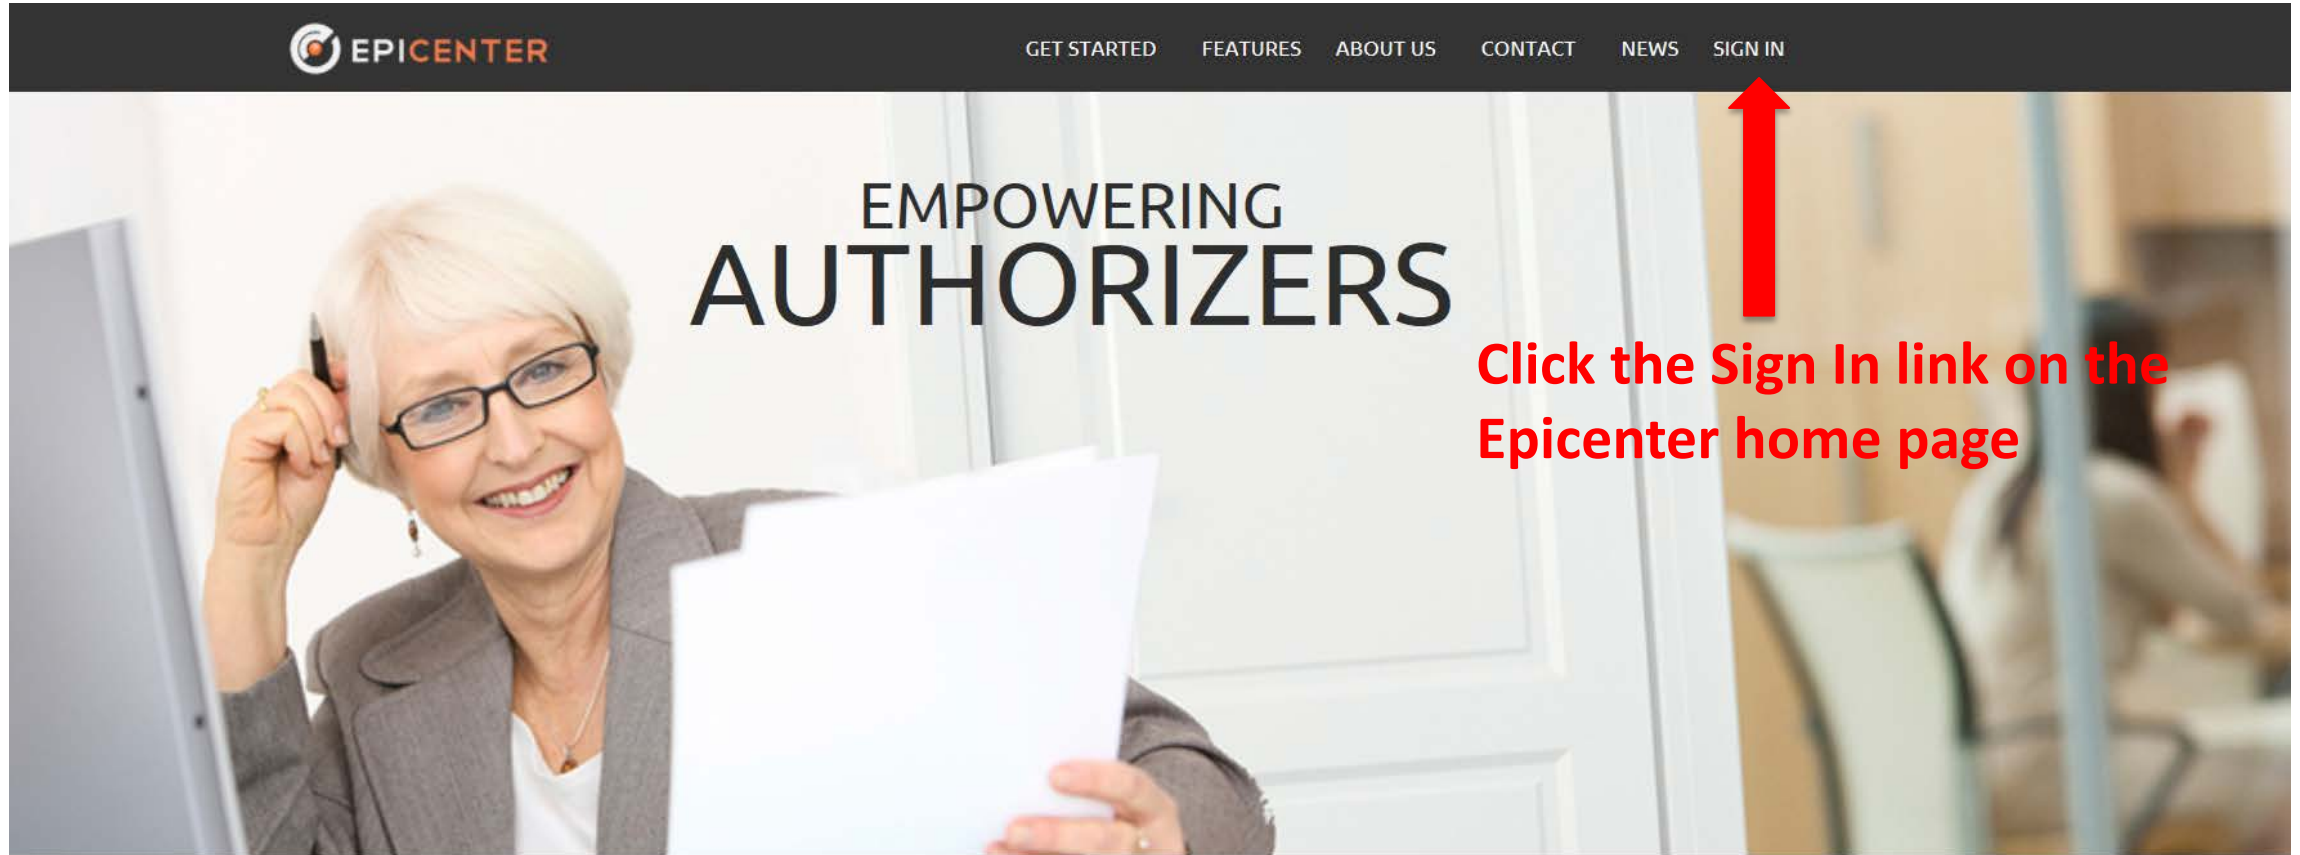 EPICENTER
GET STARTED FEATURES ABOUT US CONTACT NEWS SIGN IN
EMPOWERING
AUTHORIZERS
Click the Sign In link on the
Epicenter home page